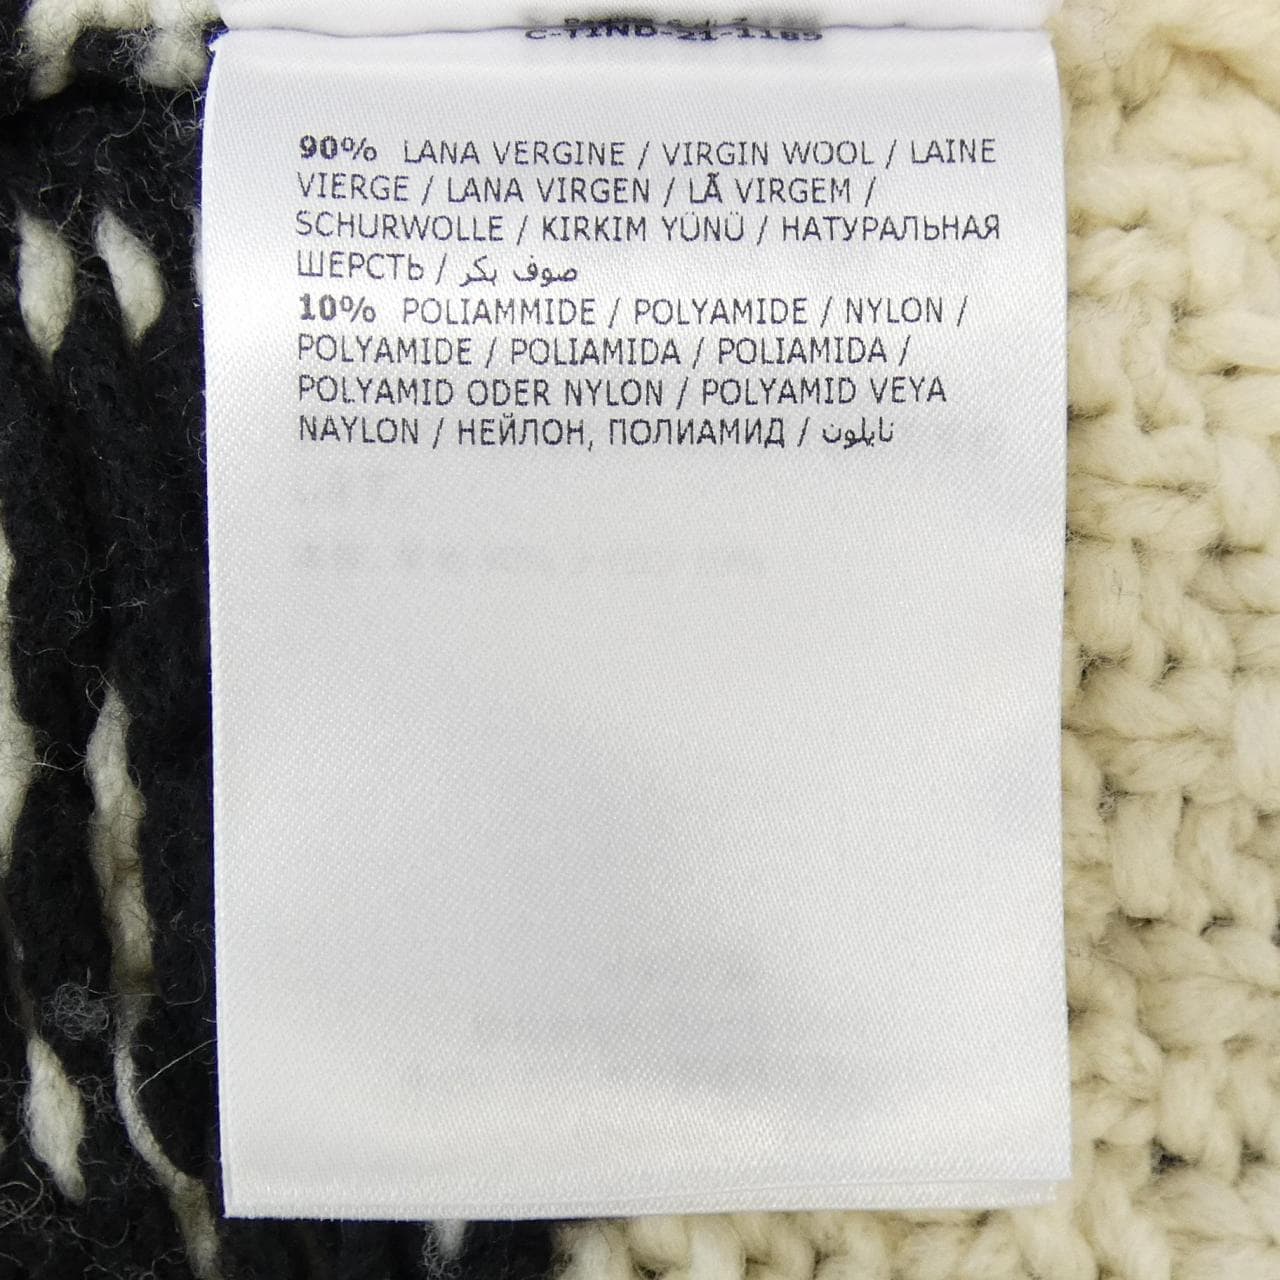 90% LANA VERGINE / VIRGIN WOOL / LAINE
VIERGE / LANA VIRGEN / LÃ VIRGEM /
SCHURWOLLE / KIRKIM YÜNÜ / НАТУРАЛЬНАЯ
ШЕРСТЬ / صوف بكر
10% POLIAMMIDE / POLYAMIDE / NYLON /
POLYAMIDE / POLIAMIDA / POLIAMIDA /
POLYAMID ODER NYLON / POLYAMID VEYA
NAYLON / НЕЙЛОН, ПОЛИАМИД / نايلون